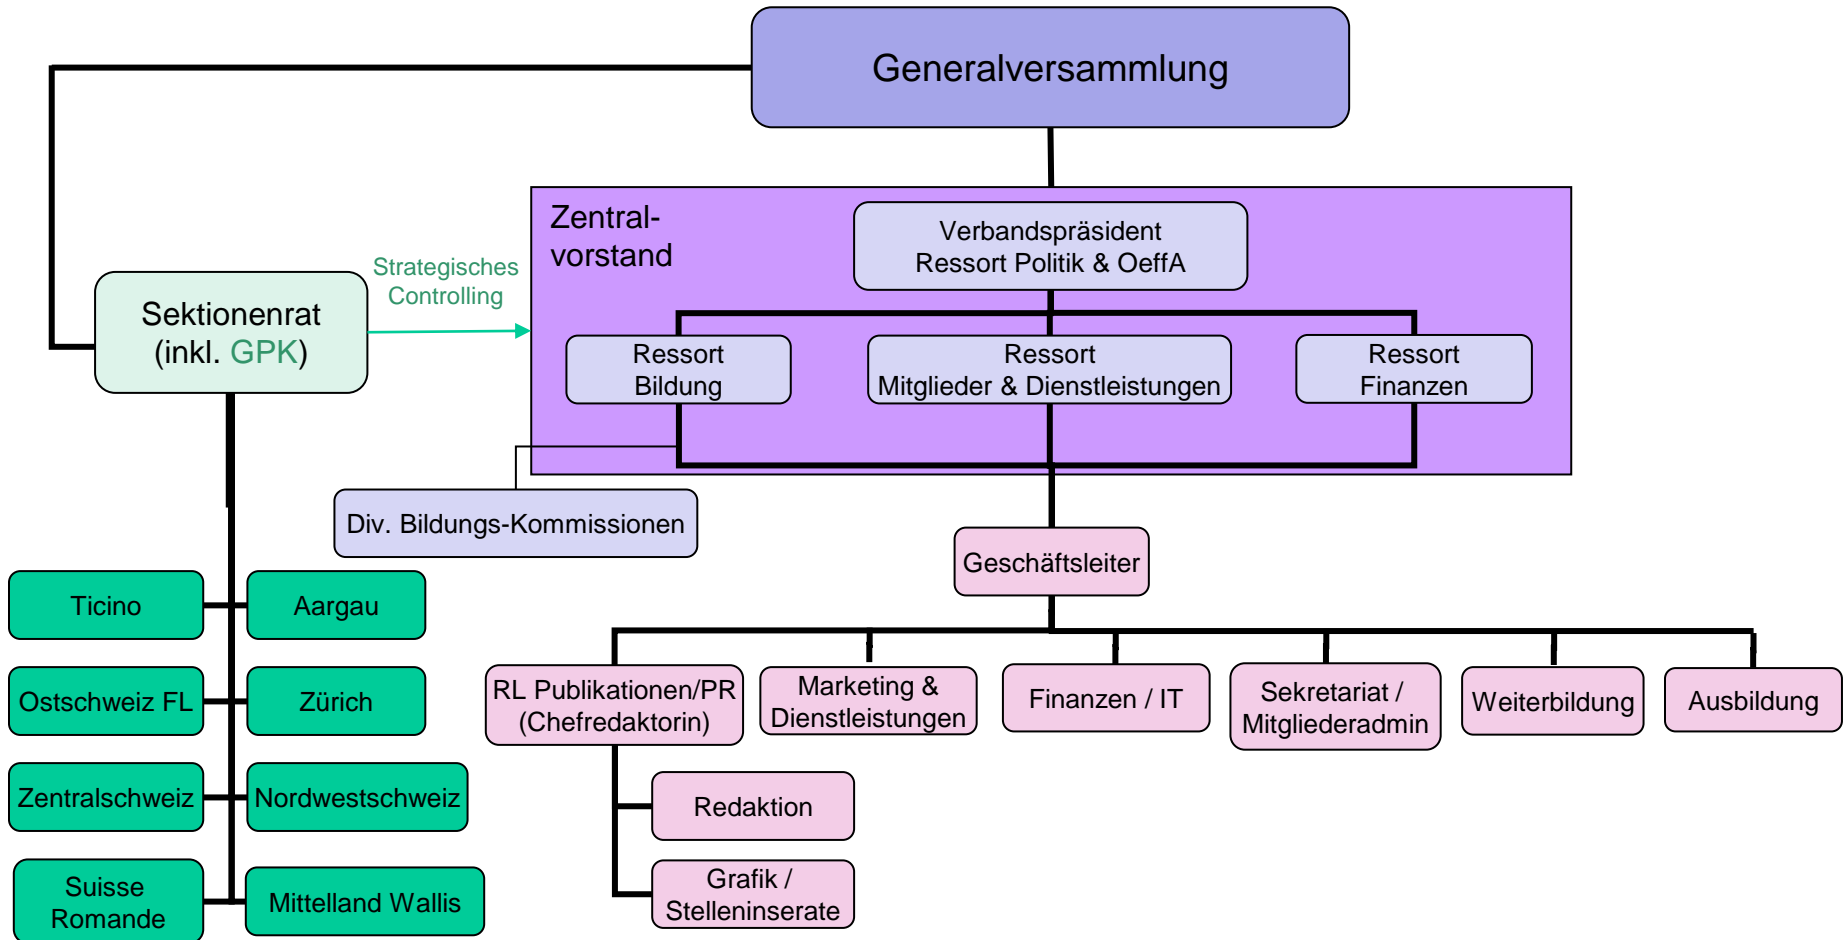 Generalversammlung
Zentral-
vorstand
Verbandspräsident
Ressort Politik & OeffA
Strategisches
Controlling
Sektionenrat
(inkl. GPK)
Ressort
Bildung
Ressort
Mitglieder & Dienstleistungen
Ressort
Finanzen
Div. Bildungs-Kommissionen
Geschäftsleiter
Ticino
Aargau
Ostschweiz FL
Zürich
Zentralschweiz
Nordwestschweiz
Suisse
Romande
Mittelland Wallis
RL Publikationen/PR
(Chefredaktorin)
Marketing &
Dienstleistungen
Finanzen / IT
Sekretariat /
Mitgliederadmin
Weiterbildung
Ausbildung
Redaktion
Grafik /
Stelleninserate